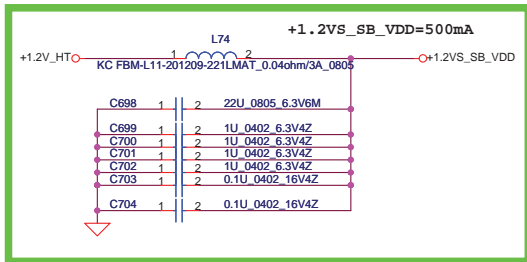 +1.2VS_SB_VDD=500mA
L74
+1.2V_HT 1 2 +1.2VS_SB_VDD
KC FBM-L11-201209-221LMAT_0.04ohm/3A_0805
C698 1 2 22U_0805_6.3V6M
C699 1 2 1U_0402_6.3V4Z
C700 1 2 1U_0402_6.3V4Z
C701 1 2 1U_0402_6.3V4Z
C702 1 2 1U_0402_6.3V4Z
C703 1 2 0.1U_0402_16V4Z
C704 1 2 0.1U_0402_16V4Z